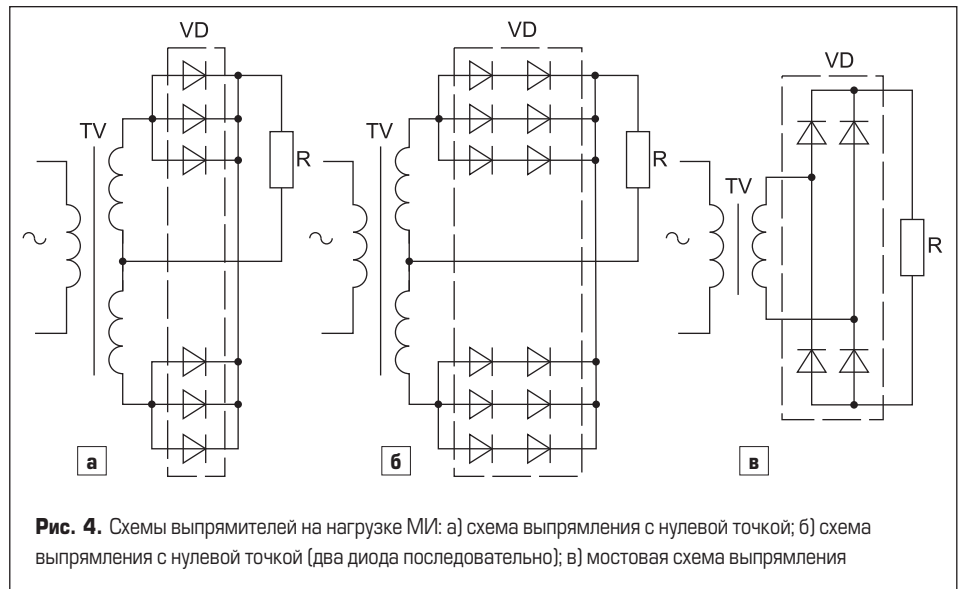 VD
TV
R
а
VD
TV
R
б
VD
TV
R
в
Рис. 4. Схемы выпрямителей на нагрузке МИ: а) схема выпрямления с нулевой точкой; б) схема
выпрямления с нулевой точкой (два диода последовательно); в) мостовая схема выпрямления